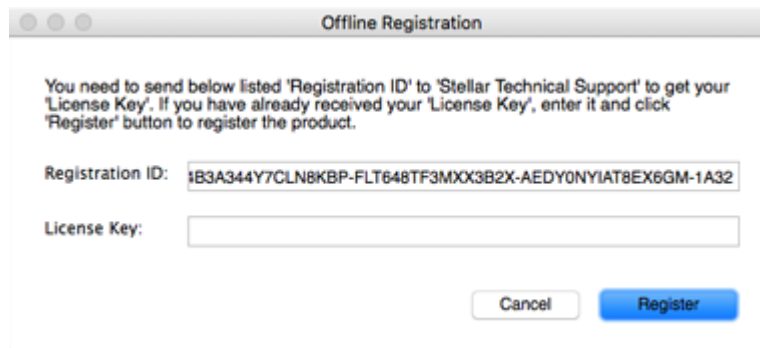 Offline Registration
You need to send below listed 'Registration ID' to 'Stellar Technical Support' to get your
'License Key'. If you have already received your 'License Key', enter it and click
'Register' button to register the product.
Registration ID: 4B3A344Y7CLN8KBP-FLT648TF3MXX3B2X-AEDY0NYIAT8EX6GM-1A32
License Key:
Cancel Register